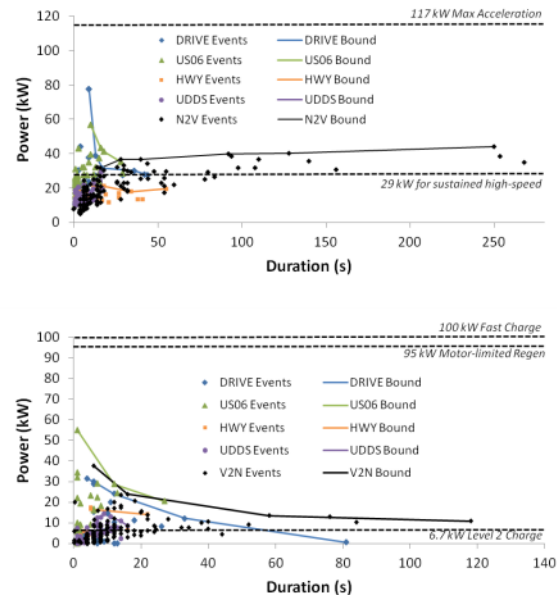 117 kW Max Acceleration
120
100
80
60
40
20
0
Power (kW)
DRIVE Events
DRIVE Bound
US06 Events
US06 Bound
HWY Events
HWY Bound
UDDS Events
UDDS Bound
N2V Events
N2V Bound
29 kW for sustained high-speed
0 50 100 150 200 250
Duration (s)
100 kW Fast Charge
95 kW Motor-limited Regen
100
90
80
70
60
50
40
30
20
10
0
Power (kW)
DRIVE Events
DRIVE Bound
US06 Events
US06 Bound
HWY Events
HWY Bound
UDDS Events
UDDS Bound
V2N Events
V2N Bound
6.7 kW Level 2 Charge
0 20 40 60 80 100 120 140
Duration (s)